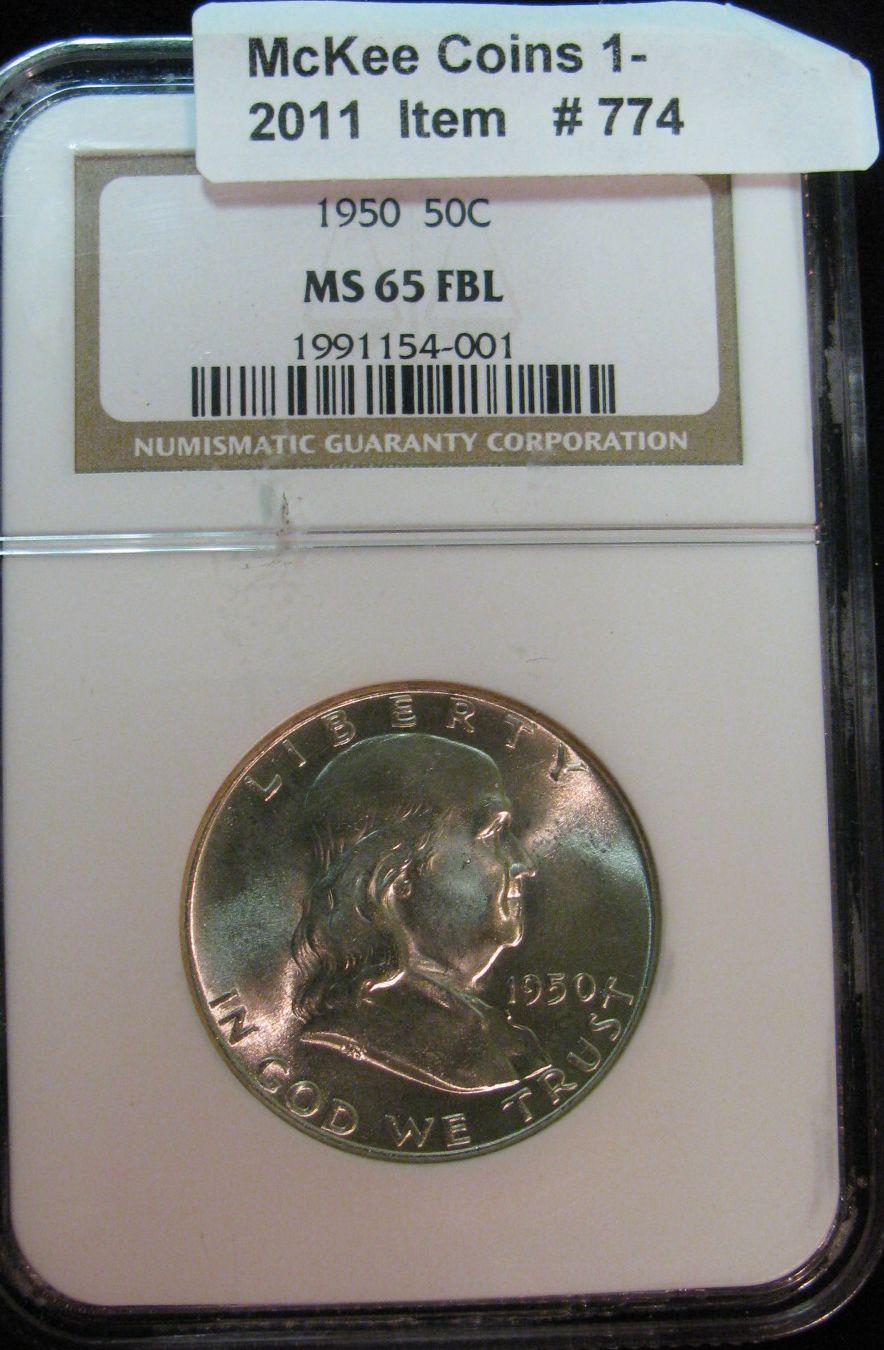 McKee Coins 1-
2011 Item # 774
1950 50C
MS 65 FBL
1991154-001
NUMISMATIC GUARANTY CORPORATION
LIBERTY
1950
IN GOD WE TRUST